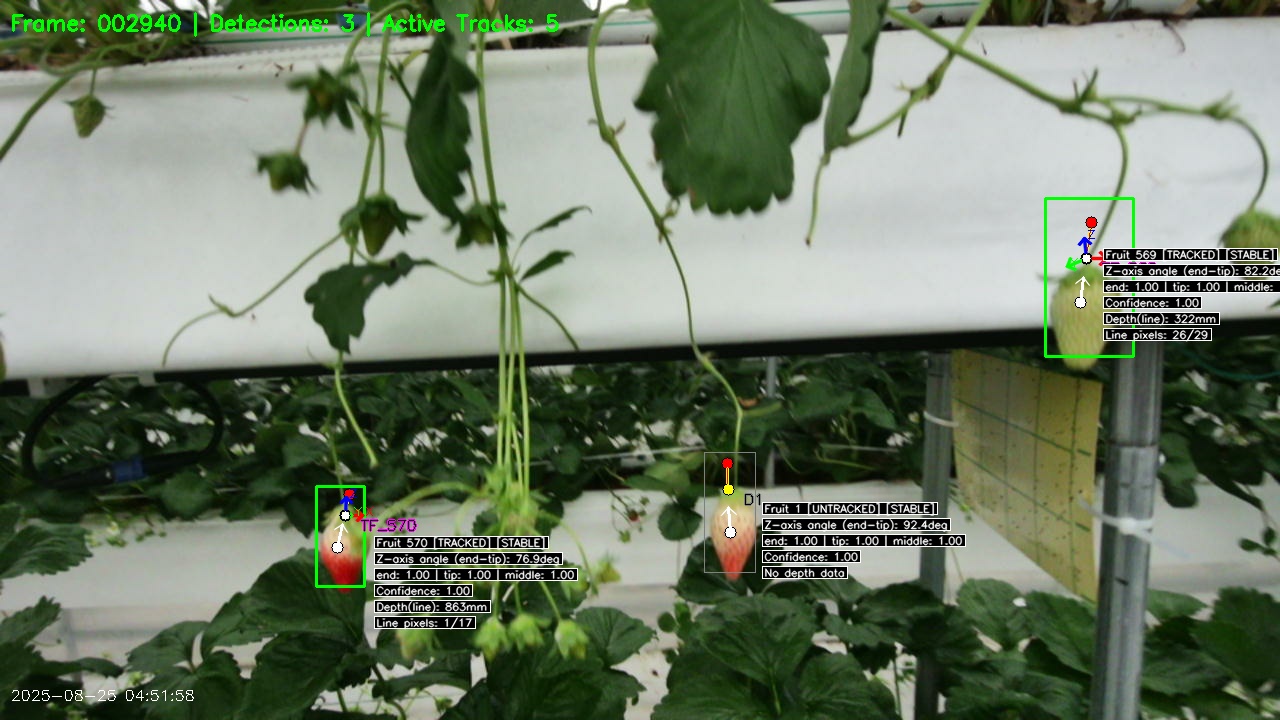 Frame: 002940 | Detections: 3 | Active Tracks: 5
Z
Fruit 569 [TRACKED] [STABLE]
Z-axis angle (end-tip): 82.2de
end: 1.00 | tip: 1.00 | middle:
Confidence: 1.00
Depth(line): 322mm
Line pixels: 26/29
D1
Fruit 1 [UNTRACKED] [STABLE]
Z-axis angle (end-tip): 92.4deg
end: 1.00 | tip: 1.00 | middle: 1.00
Confidence: 1.00
No depth data
TF_570
Fruit 570 [TRACKED] [STABLE]
Z-axis angle (end-tip): 76.9deg
end: 1.00 | tip: 1.00 | middle: 1.00
Confidence: 1.00
Depth(line): 863mm
Line pixels: 1/17
2025-08-26 04:51:58